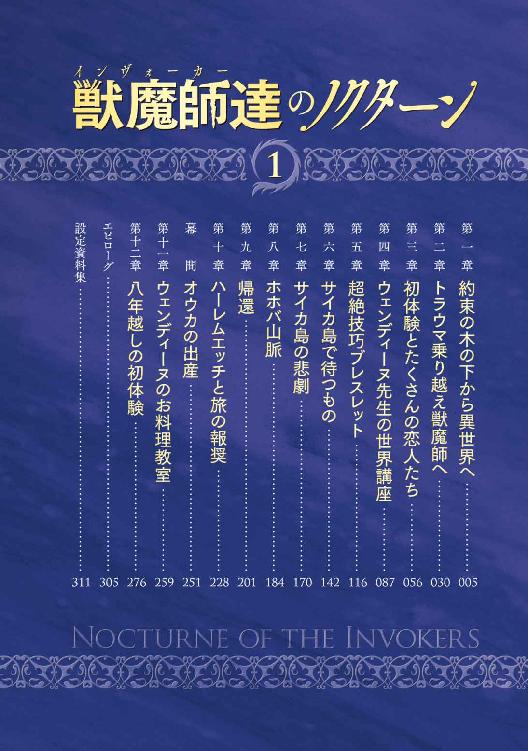 インヴォーカー
獣魔師達のノクターン
1
第一章 約束の木の下から異世界へ 005
第二章 トラウマ乗り越え獣魔師へ 030
第三章 初体験とたくさんの恋人たち 056
第四章 ウェンディーヌ先生の世界講座 087
第五章 超絶技巧ブレスレット 116
第六章 サイカ島で待つもの 142
第七章 サイカ島の悲劇 170
第八章 ホホバ山脈 184
第九章 帰還 201
第十章 ハーレムエッチと旅の報奨 228
幕間 オウカの出産 251
第十一章 ウェンディーヌのお料理教室 259
第十二章 八年越しの初体験 276
エピローグ 305
設定資料集 311
NOCTURNE OF THE INVOKERS